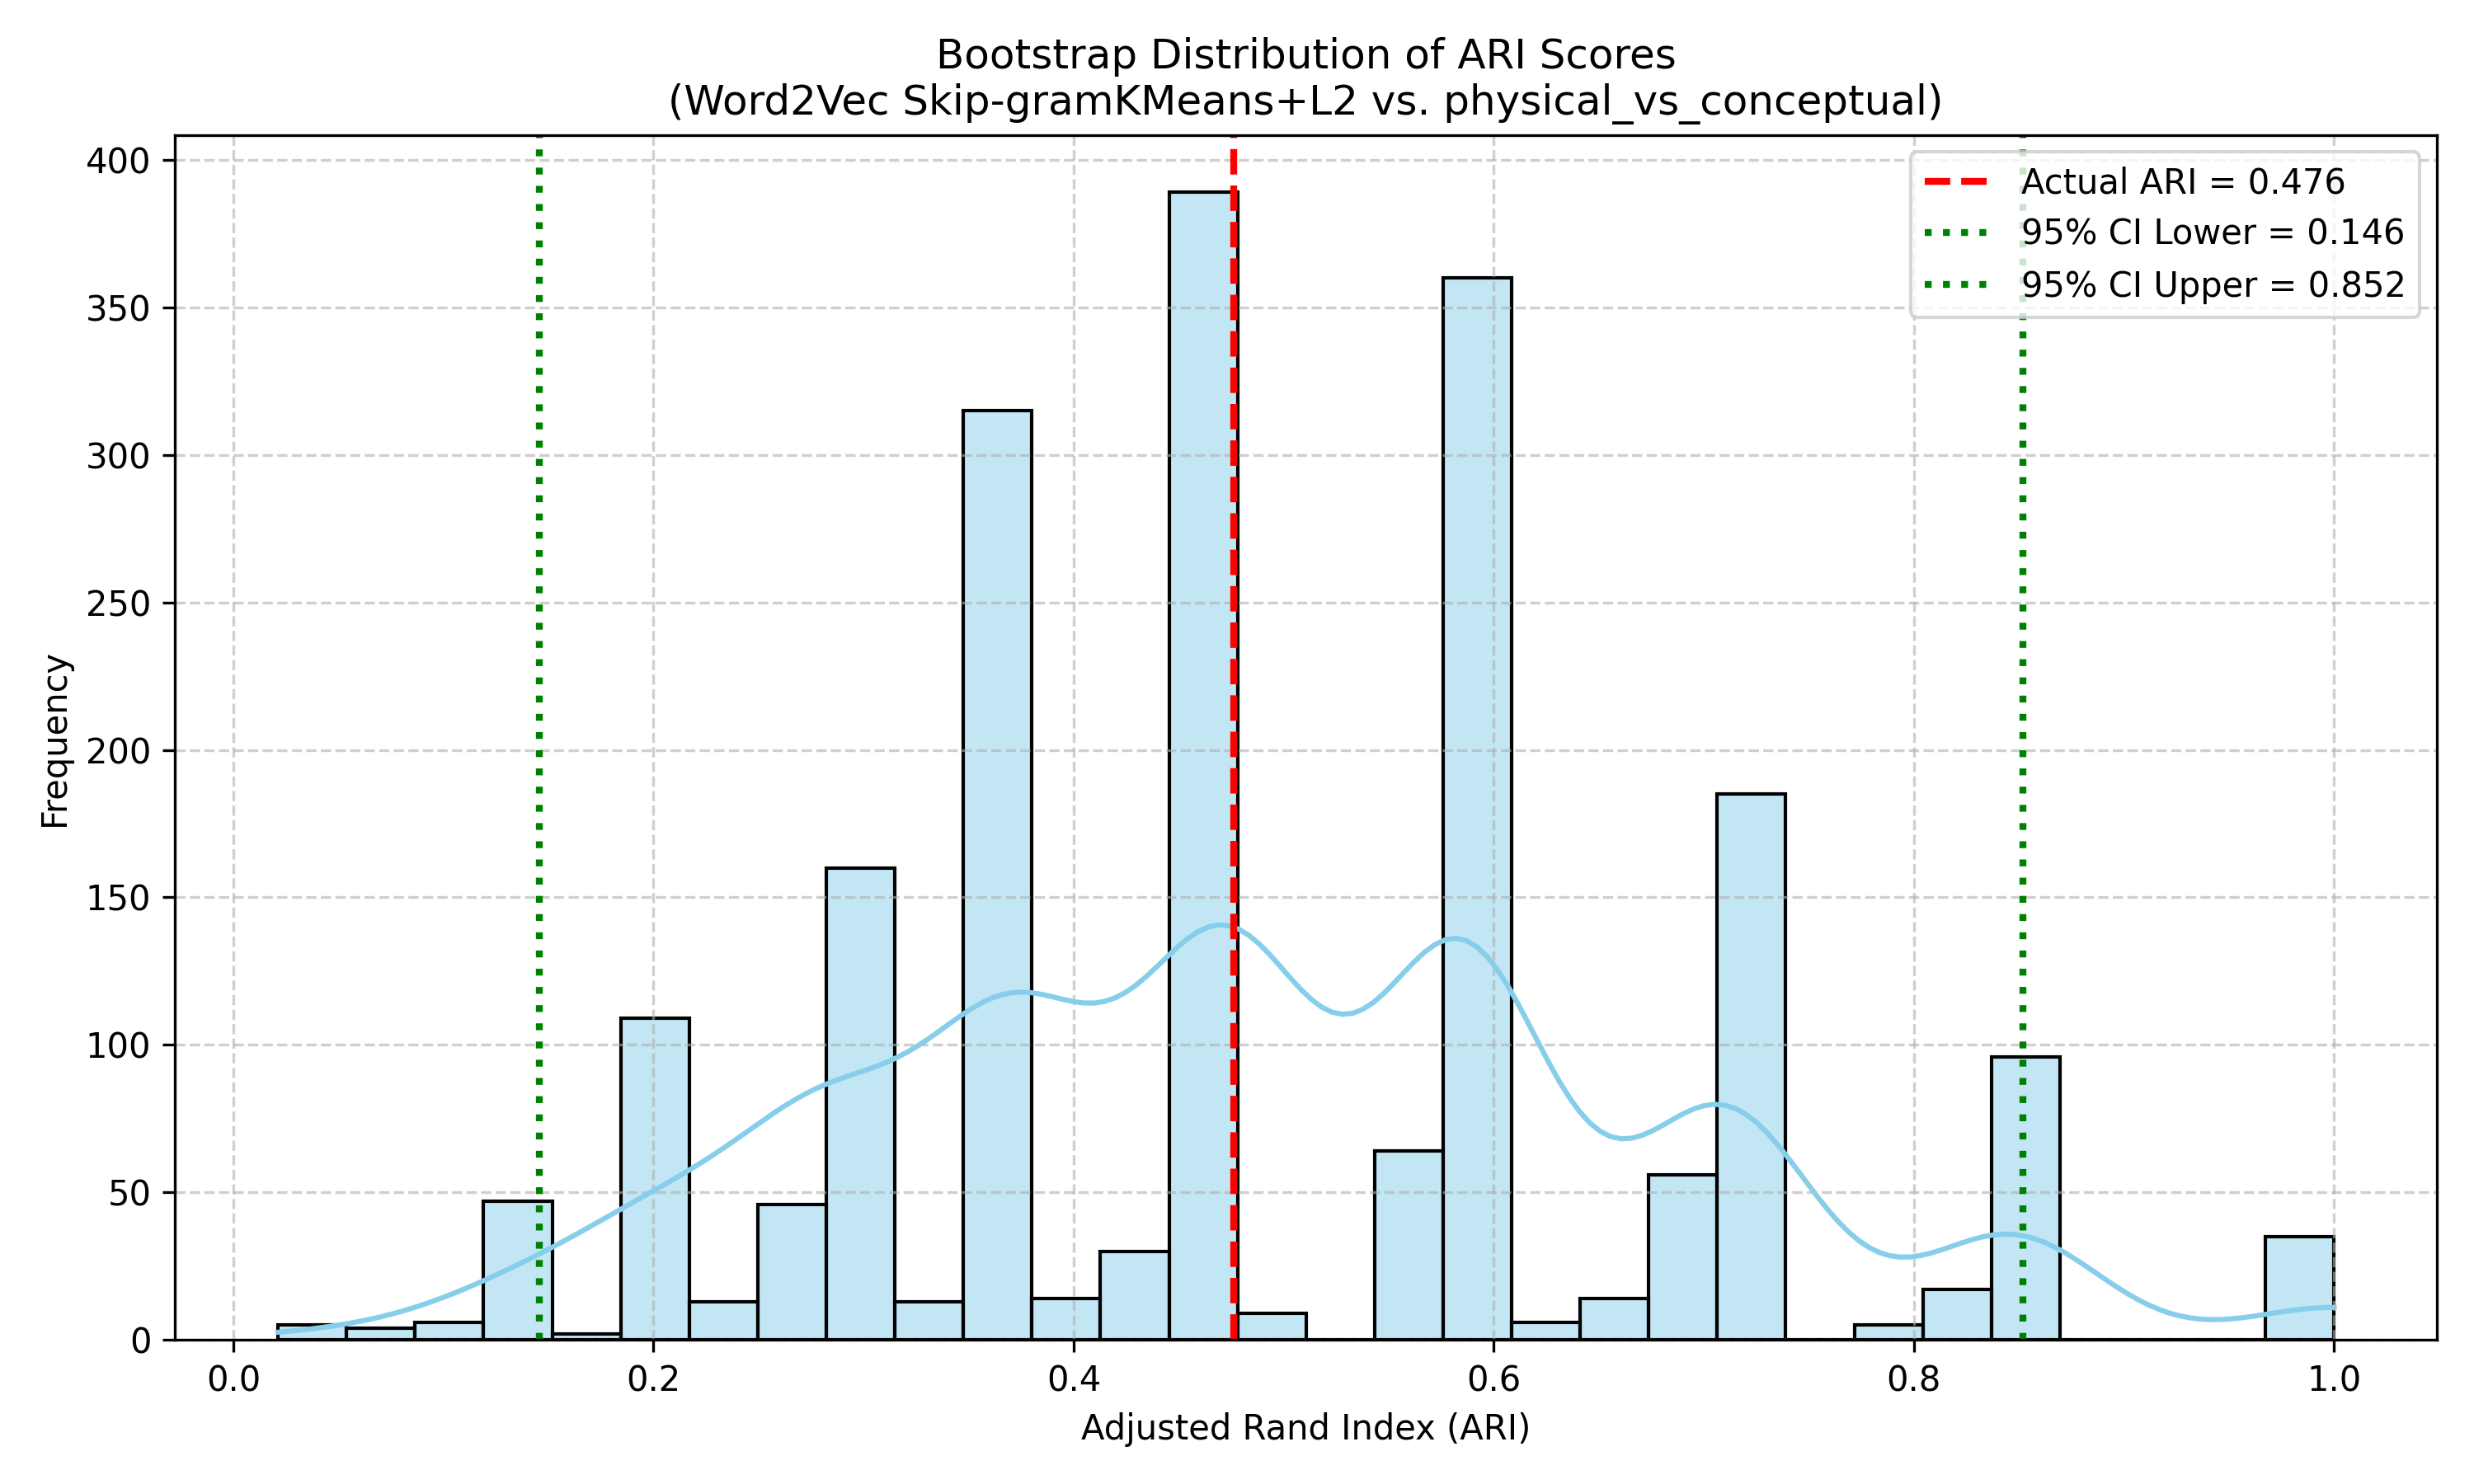 Bootstrap Distribution of ARI Scores
(Word2Vec Skip-gramKMeans+L2 vs. physical_vs_conceptual)
Actual ARI = 0.476
95% CI Lower = 0.146
95% CI Upper = 0.852
Frequency
400
350
300
250
200
150
100
50
0
0.0 0.2 0.4 0.6 0.8 1.0
Adjusted Rand Index (ARI)